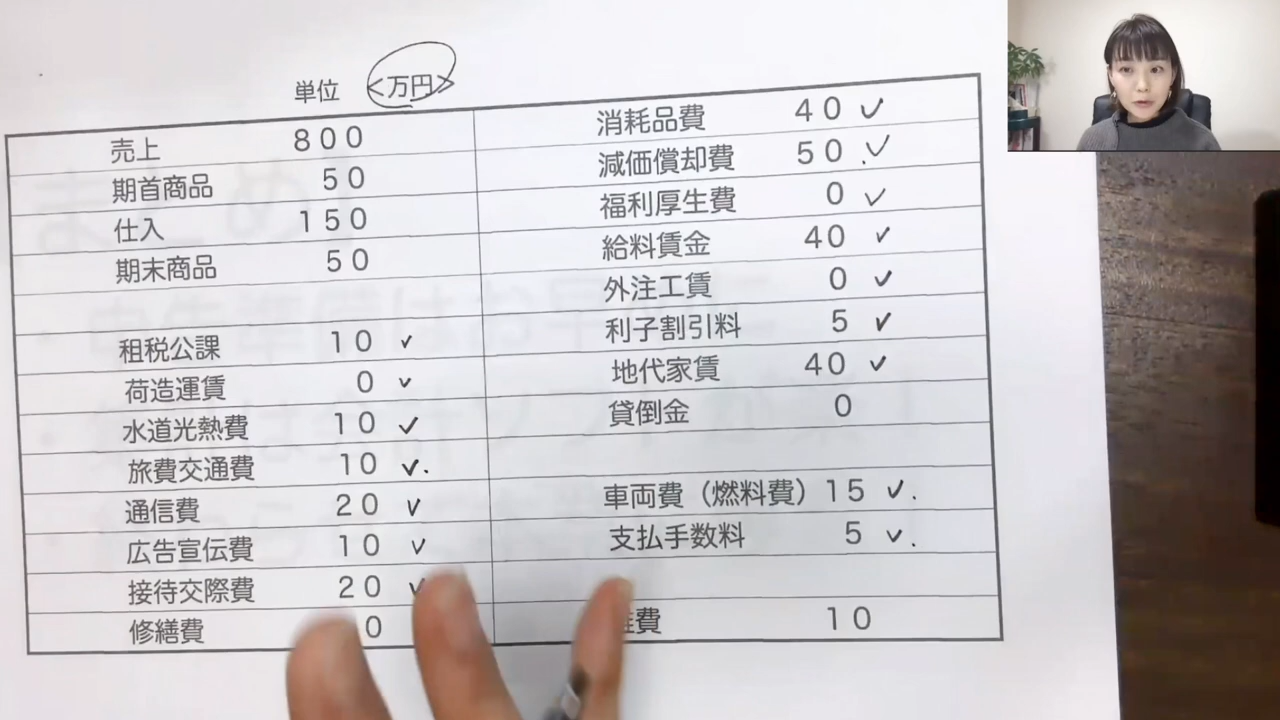 単位 <万円>
売上 800
期首商品 50
仕入 150
期末商品 50
租税公課 10 ✓
荷造運賃 0 ✓
水道光熱費 10 ✓
旅費交通費 10 ✓.
通信費 20 ✓
広告宣伝費 10 ✓
接待交際費 20 ✓
修繕費 0
消耗品費 40 ✓
減価償却費 50 ✓
福利厚生費 0 ✓
給料賃金 40 ✓
外注工賃 0 ✓
利子割引料 5 ✓
地代家賃 40 ✓
貸倒金 0
車両費（燃料費）15 ✓.
支払手数料 5 ✓.
雑費 10
まとめ!